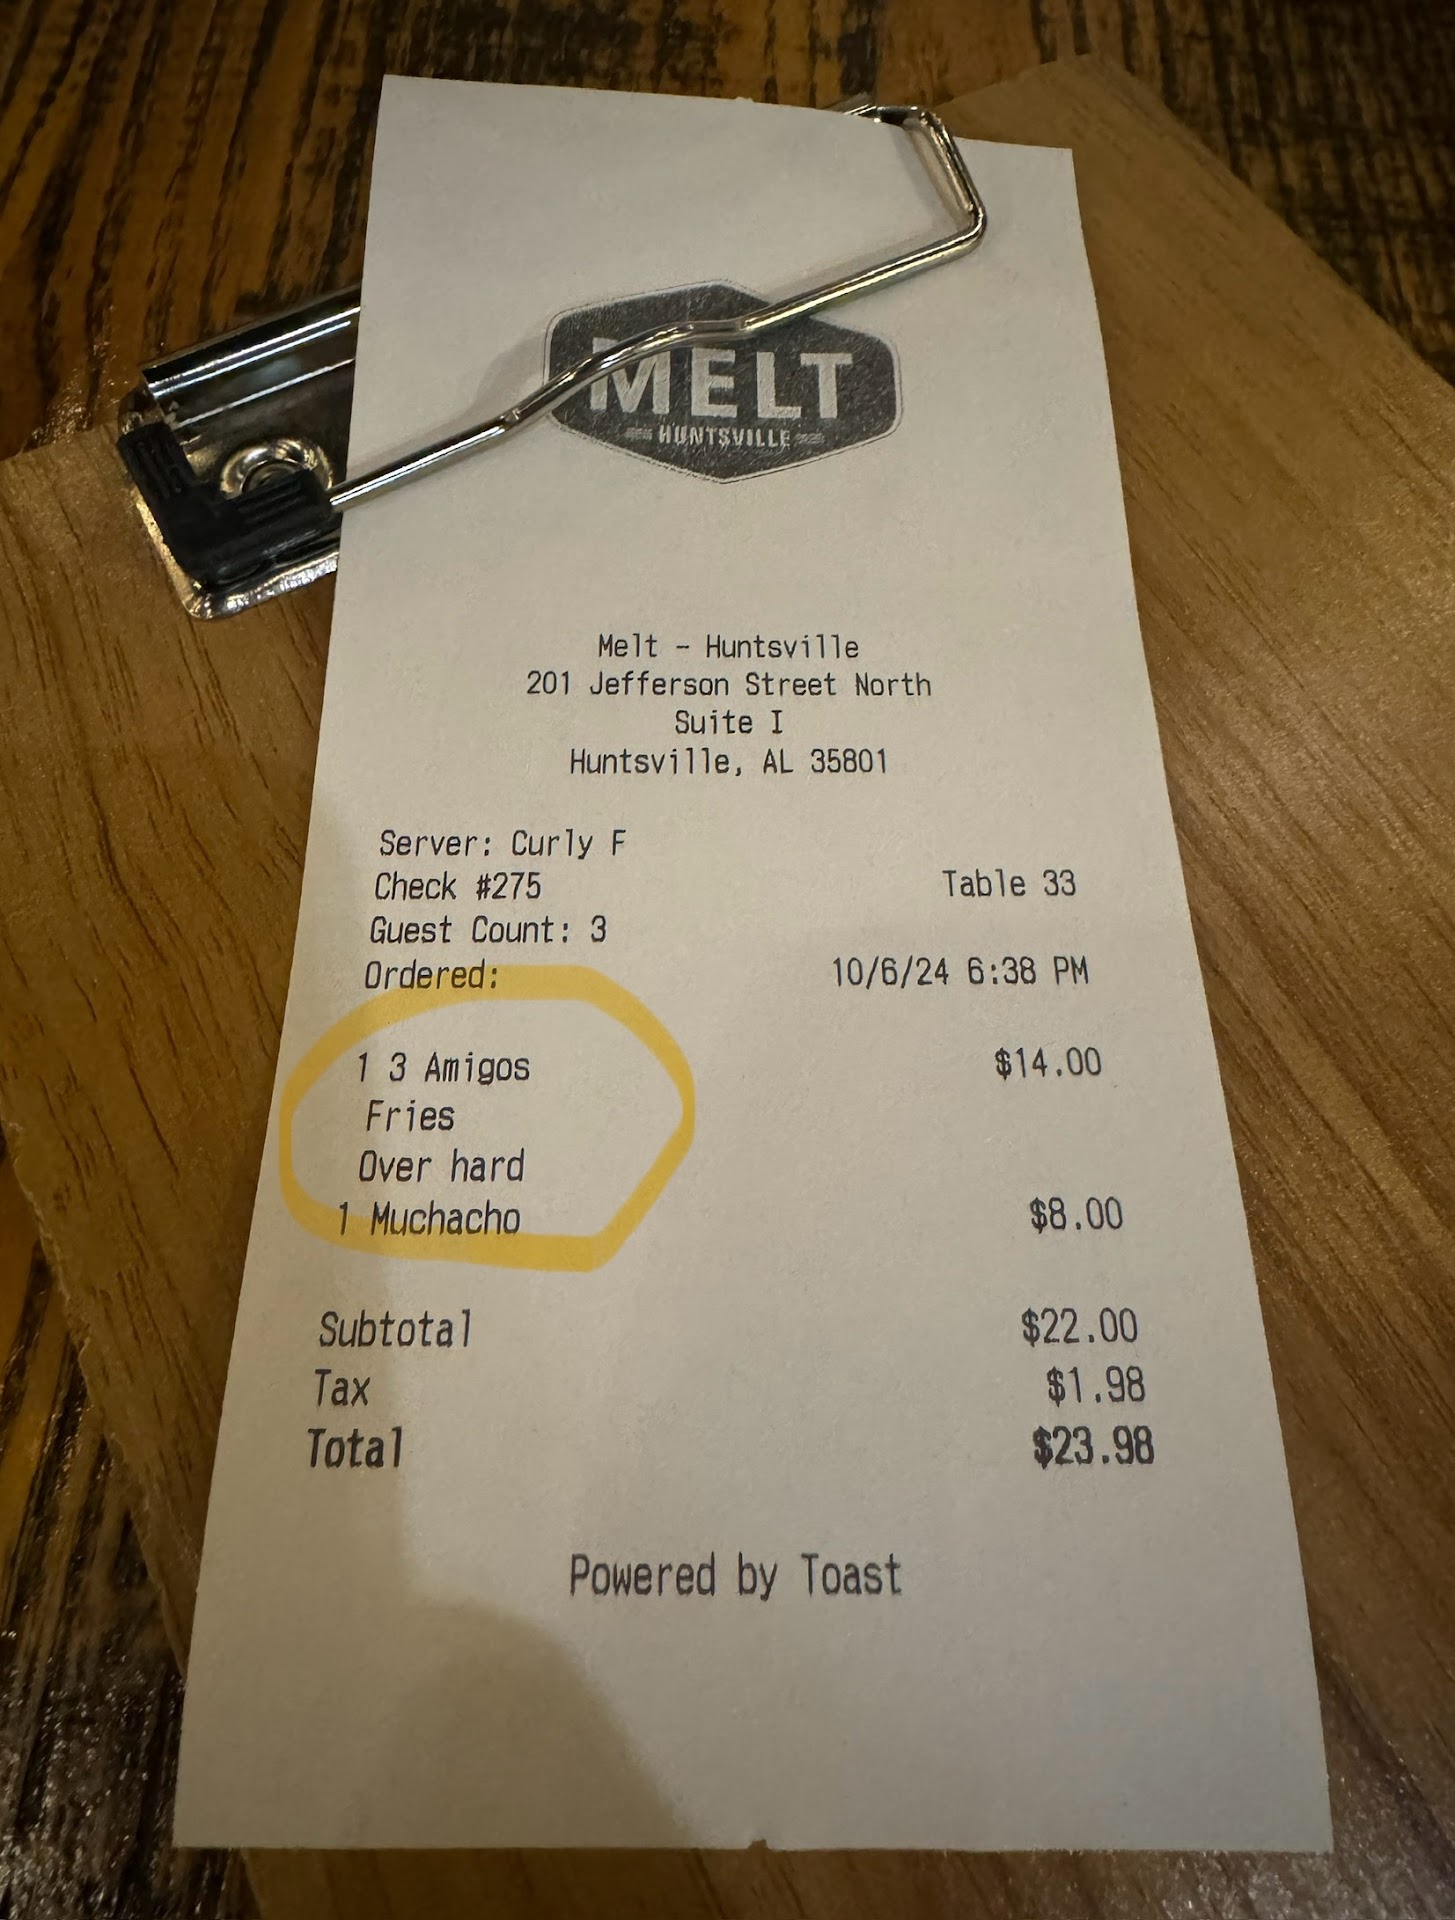 MELT
HUNTSVILLE
Melt - Huntsville
201 Jefferson Street North
Suite I
Huntsville, AL 35801
Server: Curly F
Check #275 Table 33
Guest Count: 3
Ordered: 10/6/24 6:38 PM
1 3 Amigos $14.00
Fries
Over hard
1 Muchacho $8.00
Subtotal $22.00
Tax $1.98
Total $23.98
Powered by Toast